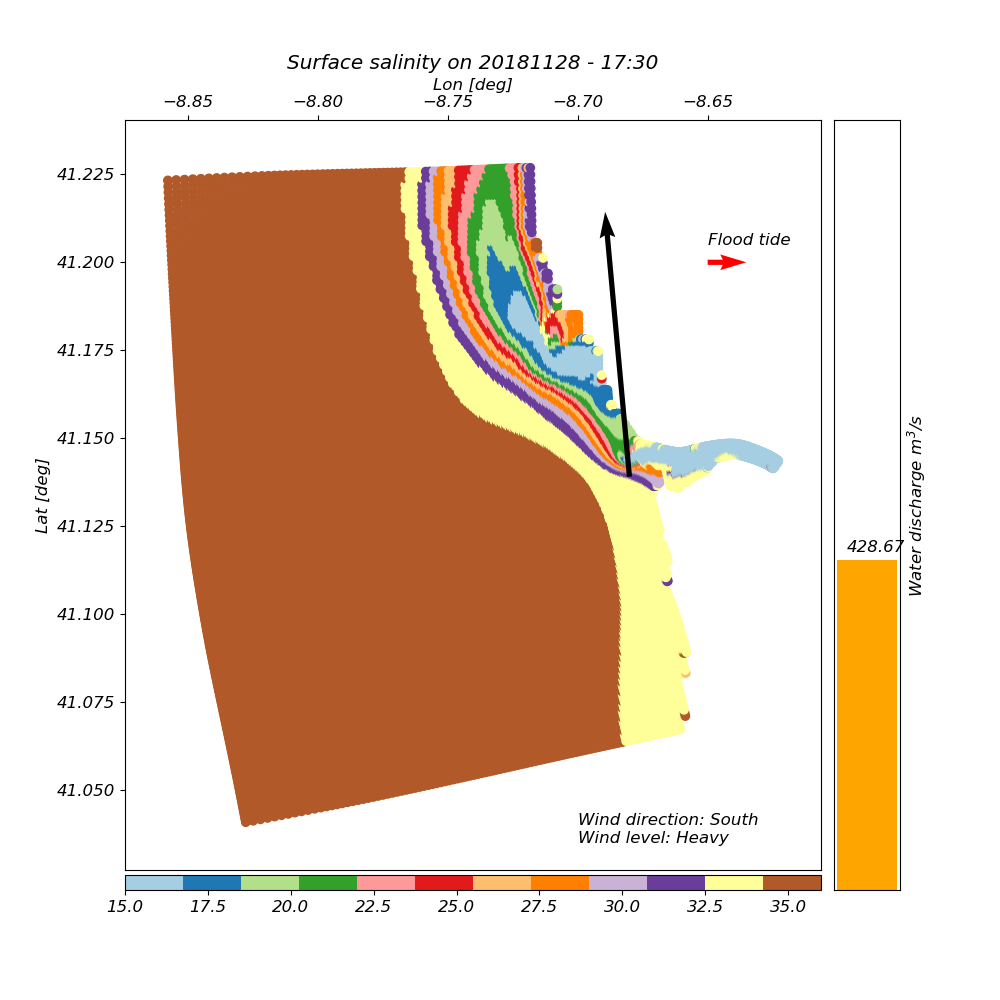 Surface salinity on 20181128 - 17:30
Lon [deg]
−8.85 −8.80 −8.75 −8.70 −8.65
41.225
41.200
41.175
41.150
41.125
41.100
41.075
41.050
Lat [deg]
Flood tide
Wind direction: South
Wind level: Heavy
15.0 17.5 20.0 22.5 25.0 27.5 30.0 32.5 35.0
428.67
Water discharge m³/s